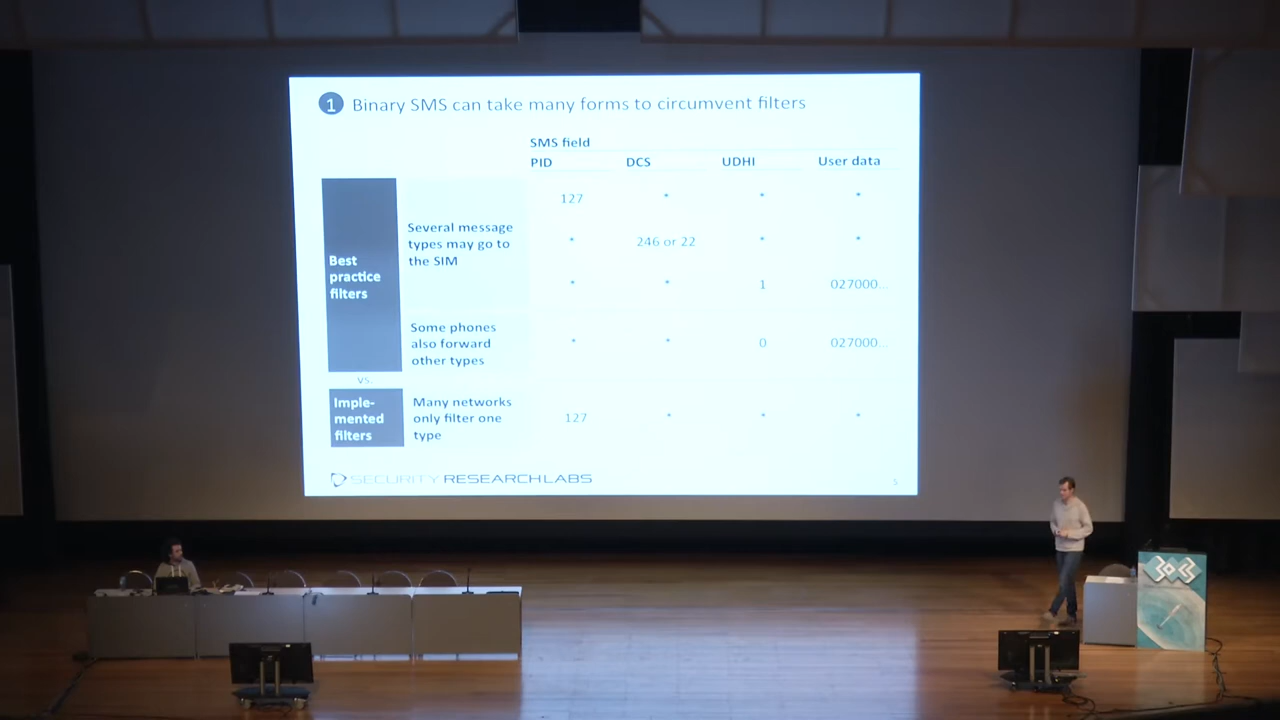 1 Binary SMS can take many forms to circumvent filters
SMS field
PID DCS UDHI User data
Best practice filters
Several message types may go to the SIM
127 * * *
* 246 or 22 * *
* * 1 027000...
Some phones also forward other types
* * 0 027000...
vs.
Imple-
mented
filters
Many networks
only filter one
type
127 * * *
SECURITY RESEARCH LABS
5
30C3